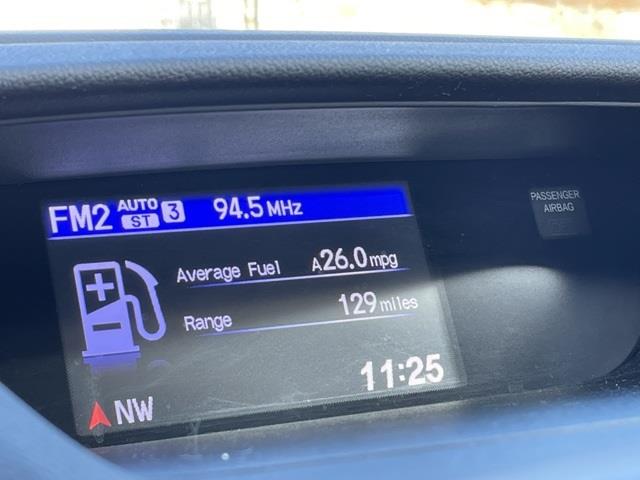 FM2 AUTO ST 3 94.5 MHz
PASSENGER
AIRBAG
Average Fuel A26.0 mpg
Range 129 miles
11:25
NW